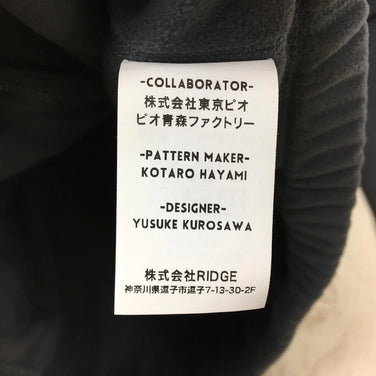 -COLLABORATOR-
株式会社東京ピオ
ピオ青森ファクトリー
-PATTERN MAKER-
KOTARO HAYAMI
-DESIGNER-
YUSUKE KUROSAWA
株式会社RIDGE
神奈川県逗子市逗子7-13-30-2F